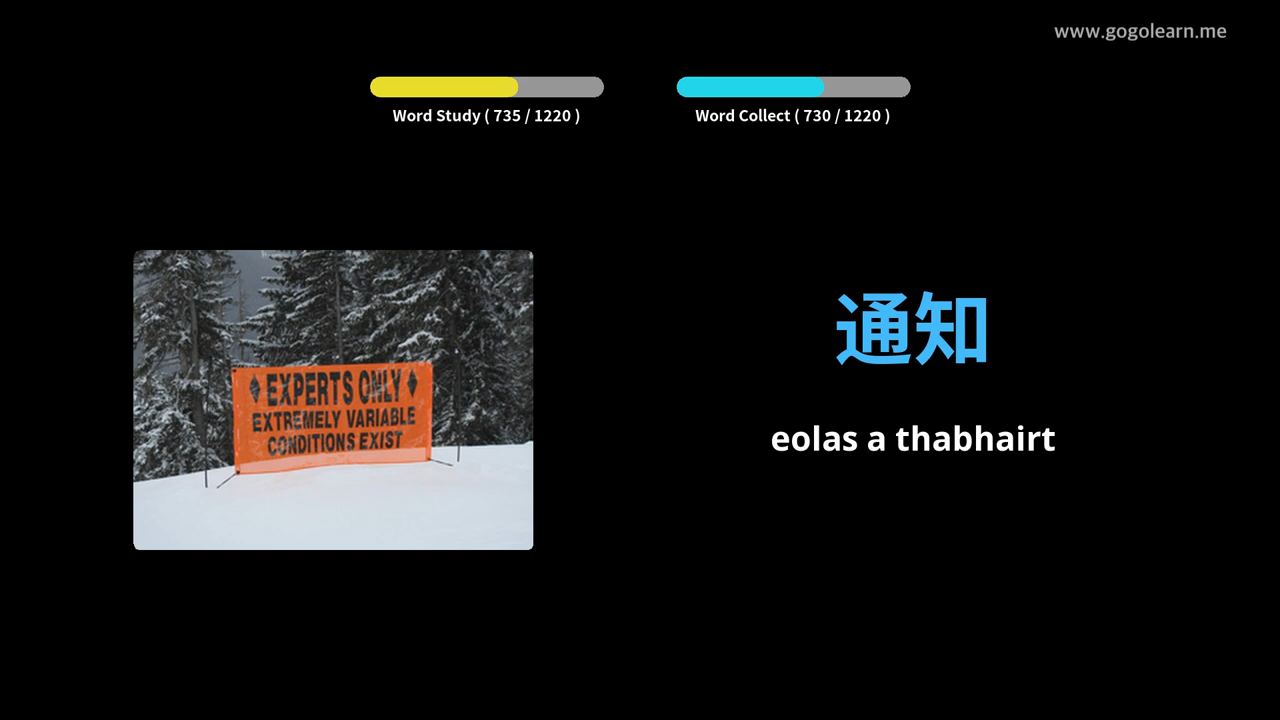 www.gogolearn.me
Word Study ( 735 / 1220 )
Word Collect ( 730 / 1220 )
EXPERTS ONLY
EXTREMELY VARIABLE
CONDITIONS EXIST
通知
eolas a thabhairt